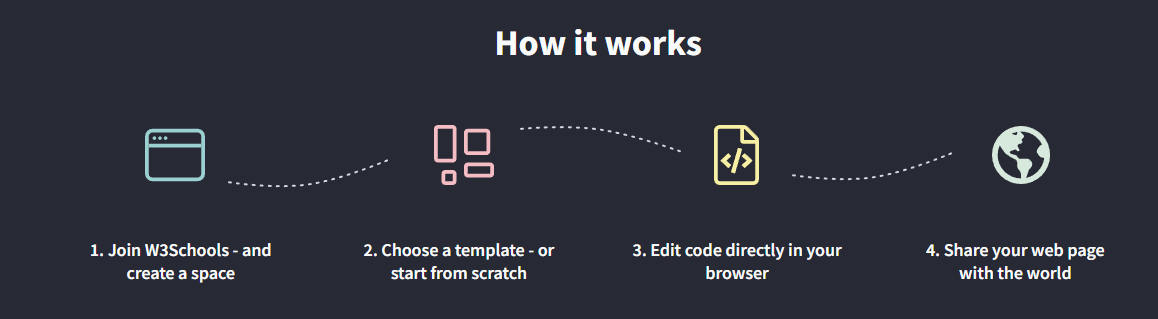 How it works
1. Join W3Schools - and
create a space
2. Choose a template - or
start from scratch
3. Edit code directly in your
browser
4. Share your web page
with the world